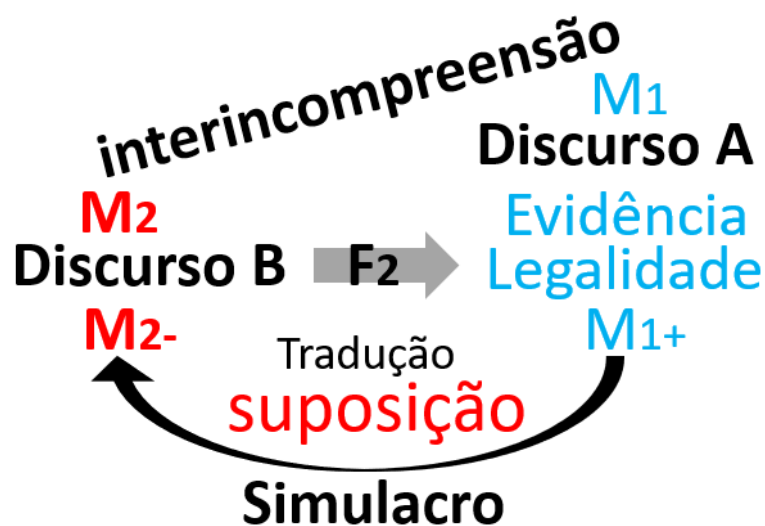 interincompreensão
M1
Discurso A
M2
Evidência
Discurso B
F2
Legalidade
M2-
M1+
Tradução
suposição
Simulacro